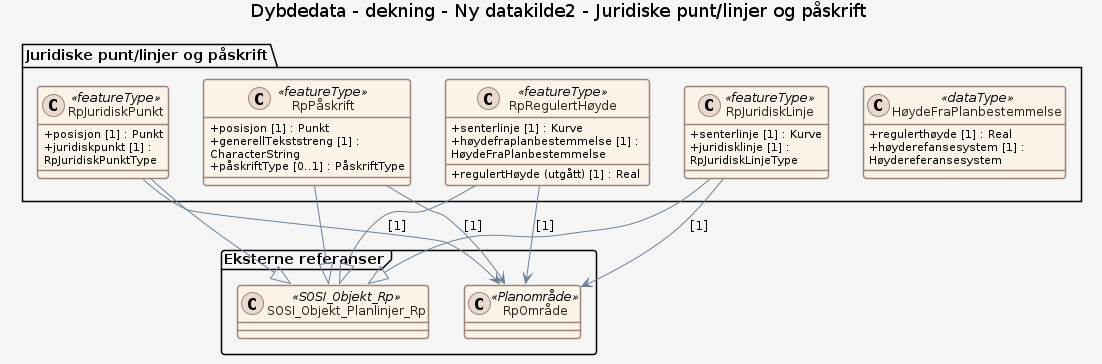 Dybdedata - dekning - Ny datakilde2 - Juridiske punt/linjer og påskrift
Juridiske punt/linjer og påskrift
C «featureType»
RpJuridiskPunkt
+posisjon [1] : Punkt
+juridiskpunkt [1] :
RpJuridiskPunktType
C «featureType»
RpPåskrift
+posisjon [1] : Punkt
+generellTekststreng [1] :
CharacterString
+påskriftType [0..1] : PåskriftType
C «featureType»
RpRegulertHøyde
+senterlinje [1] : Kurve
+høydefraplanbestemmelse [1] :
HøydeFraPlanbestemmelse
+regulertHøyde (utgått) [1] : Real
C «featureType»
RpJuridiskLinje
+senterlinje [1] : Kurve
+juridisklinje [1] :
RpJuridiskLinjeType
C «dataType»
HøydeFraPlanbestemmelse
+regulerthøyde [1] : Real
+høyderefansesystem [1] :
Høydereferansesystem
[1]
[1]
[1]
[1]
Eksterne referanser
C «SOSI_Objekt_Rp»
SOSI_Objekt_Planlinjer_Rp
C «Planområde»
RpOmråde